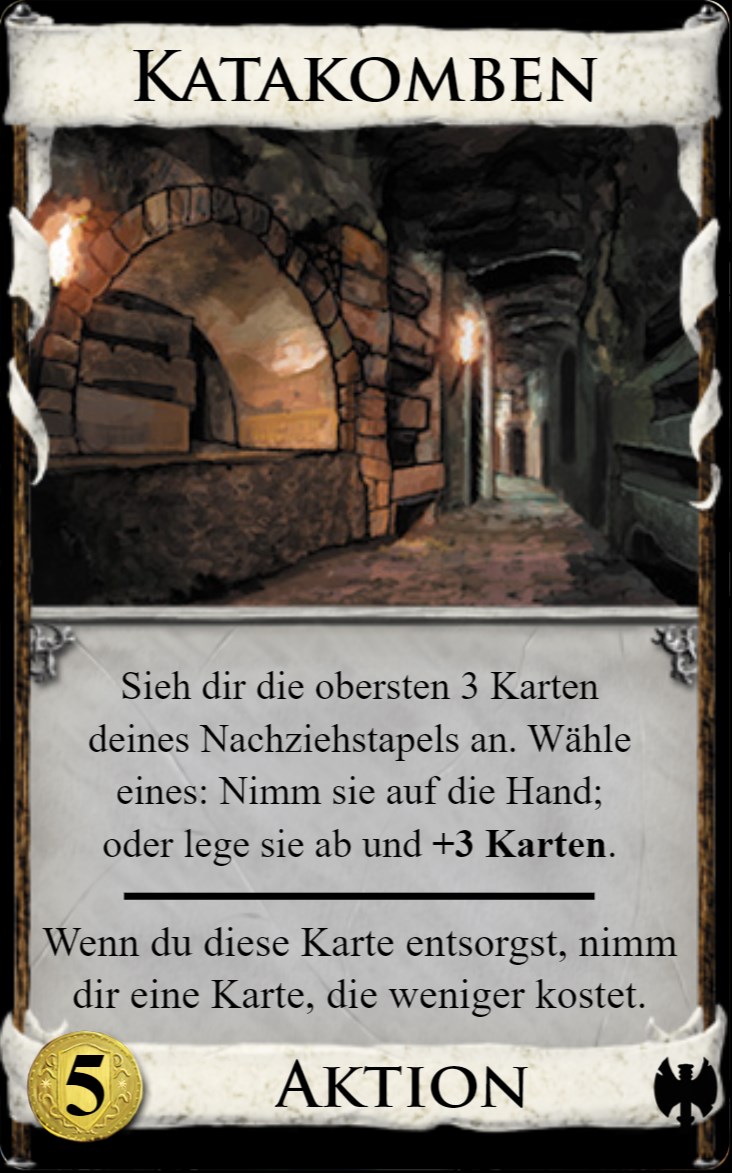 Katakomben
Sieh dir die obersten 3 Karten
deines Nachziehstapels an. Wähle
eines: Nimm sie auf die Hand;
oder lege sie ab und +3 Karten.
Wenn du diese Karte entsorgst, nimm
dir eine Karte, die weniger kostet.
5
Aktion